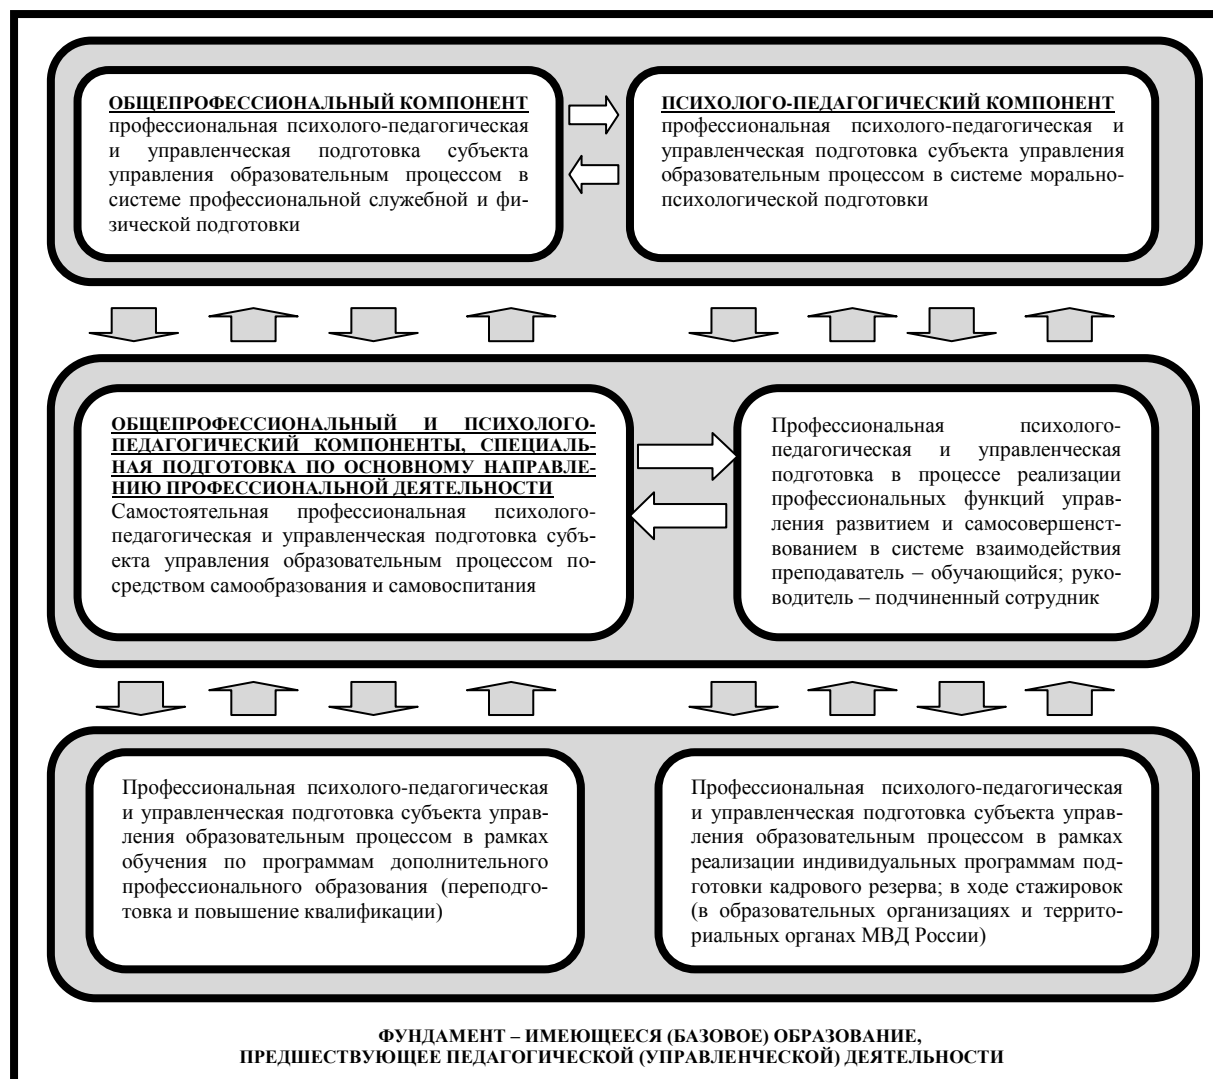 ОБЩЕПРОФЕССИОНАЛЬНЫЙ КОМПОНЕНТ
профессиональная психолого-педагогическая
и управленческая подготовка субъекта
управления образовательным процессом в
системе профессиональной служебной и фи-
зической подготовки
ПСИХОЛОГО-ПЕДАГОГИЧЕСКИЙ КОМПОНЕНТ
профессиональная психолого-педагогическая и
управленческая подготовка субъекта управления
образовательным процессом в системе морально-
психологической подготовки
ОБЩЕПРОФЕССИОНАЛЬНЫЙ И ПСИХОЛОГО-
ПЕДАГОГИЧЕСКИЙ КОМПОНЕНТЫ, СПЕЦИАЛЬ-
НАЯ ПОДГОТОВКА ПО ОСНОВНОМУ НАПРАВЛЕ-
НИЮ ПРОФЕССИОНАЛЬНОЙ ДЕЯТЕЛЬНОСТИ
Самостоятельная профессиональная психолого-
педагогическая и управленческая подготовка субъ-
екта управления образовательным процессом по-
средством самообразования и самовоспитания
Профессиональная психолого-
педагогическая и управленческая
подготовка в процессе реализации
профессиональных функций управ-
ления развитием и самосовершенст-
вованием в системе взаимодействия
преподаватель – обучающийся; руко-
водитель – подчиненный сотрудник
Профессиональная психолого-педагогическая
и управленческая подготовка субъекта управ-
ления образовательным процессом в рамках
обучения по программам дополнительного
профессионального образования (переподго-
товка и повышение квалификации)
Профессиональная психолого-педагогическая
и управленческая подготовка субъекта управ-
ления образовательным процессом в рамках
реализации индивидуальных программам под-
готовки кадрового резерва; в ходе стажировок
(в образовательных организациях и террито-
риальных органах МВД России)
ФУНДАМЕНТ – ИМЕЮЩЕЕСЯ (БАЗОВОЕ) ОБРАЗОВАНИЕ,
ПРЕДШЕСТВУЮЩЕЕ ПЕДАГОГИЧЕСКОЙ (УПРАВЛЕНЧЕСКОЙ) ДЕЯТЕЛЬНОСТИ